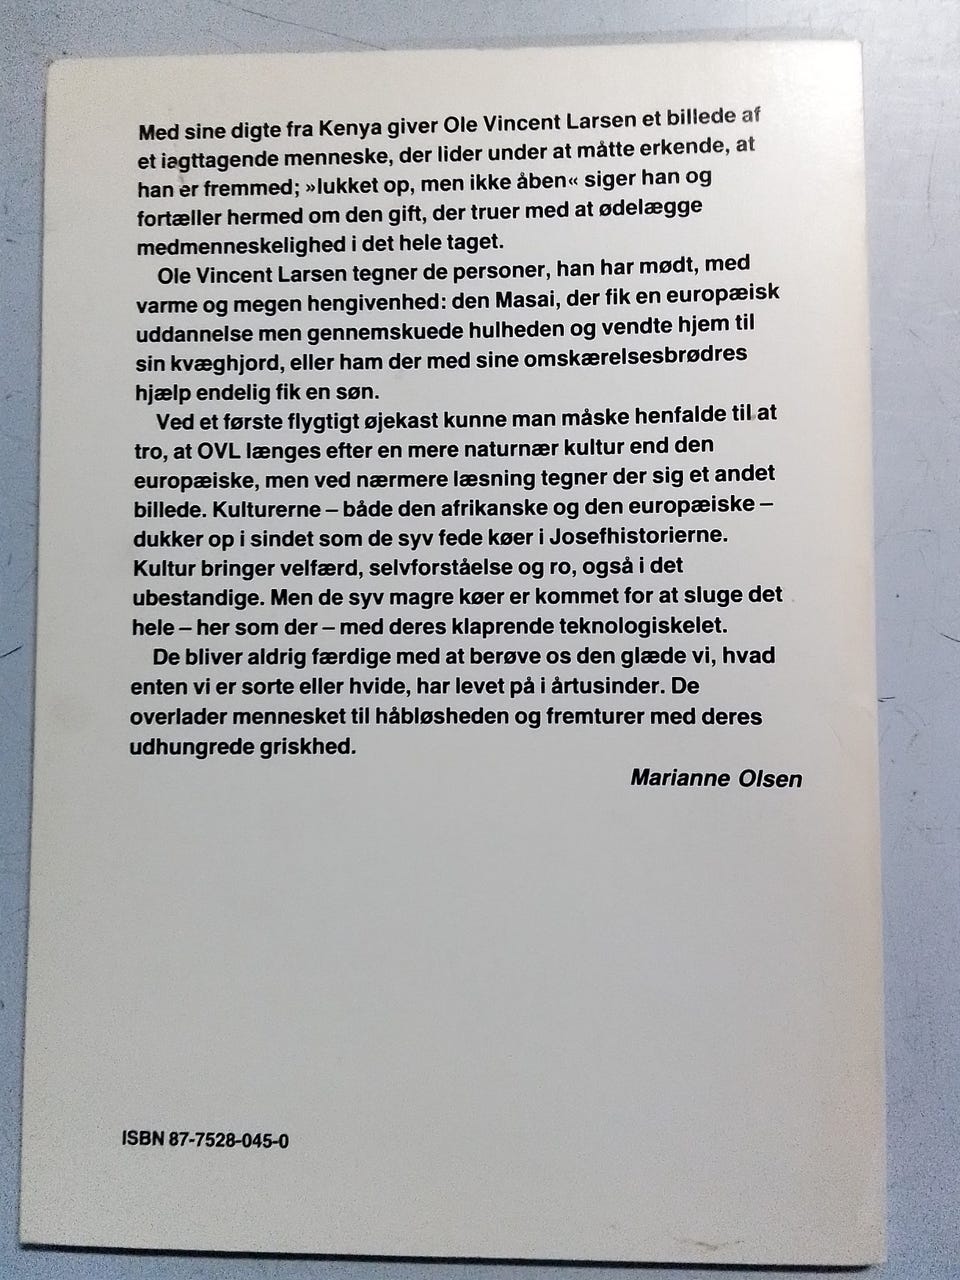 Med sine digte fra Kenya giver Ole Vincent Larsen et billede af
et iagttagende menneske, der lider under at måtte erkende, at
han er fremmed; »lukket op, men ikke åben« siger han og
fortæller hermed om den gift, der truer med at ødelægge
medmenneskelighed i det hele taget.
Ole Vincent Larsen tegner de personer, han har mødt, med
varme og megen hengivenhed: den Masai, der fik en europæisk
uddannelse men gennemskuede hulheden og vendte hjem til
sin kvæghjord, eller ham der med sine omskærelsesbrødres
hjælp endelig fik en søn.
Ved et første flygtigt øjekast kunne man måske henfalde til at
tro, at OVL længes efter en mere naturnær kultur end den
europæiske, men ved nærmere læsning tegner der sig et andet
billede. Kulturerne – både den afrikanske og den europæiske –
dukker op i sindet som de syv fede køer i Josefhistorierne.
Kultur bringer velfærd, selvforståelse og ro, også i det
ubestandige. Men de syv magre køer er kommet for at sluge det
hele – her som der – med deres klaprende teknologiskelet.
De bliver aldrig færdige med at berøve os den glæde vi, hvad
enten vi er sorte eller hvide, har levet på i årtusinder. De
overlader mennesket til håbløsheden og fremturer med deres
udhungrede griskhed.
Marianne Olsen
ISBN 87-7528-045-0